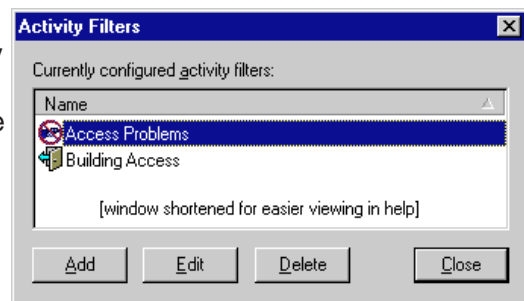 Activity Filters
Currently configured activity filters:
Name
Access Problems
Building Access
[window shortened for easier viewing in help]
Add Edit Delete Close